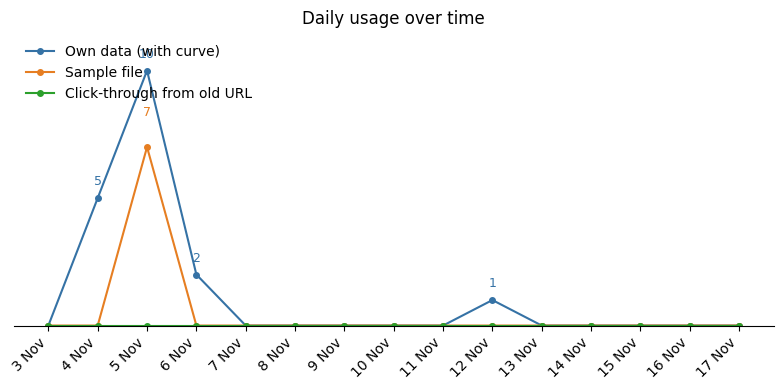 Daily usage over time
Own data (with curve)
Sample file
Click-through from old URL
10
7
5
2
1
3 Nov
4 Nov
5 Nov
6 Nov
7 Nov
8 Nov
9 Nov
10 Nov
11 Nov
12 Nov
13 Nov
14 Nov
15 Nov
16 Nov
17 Nov